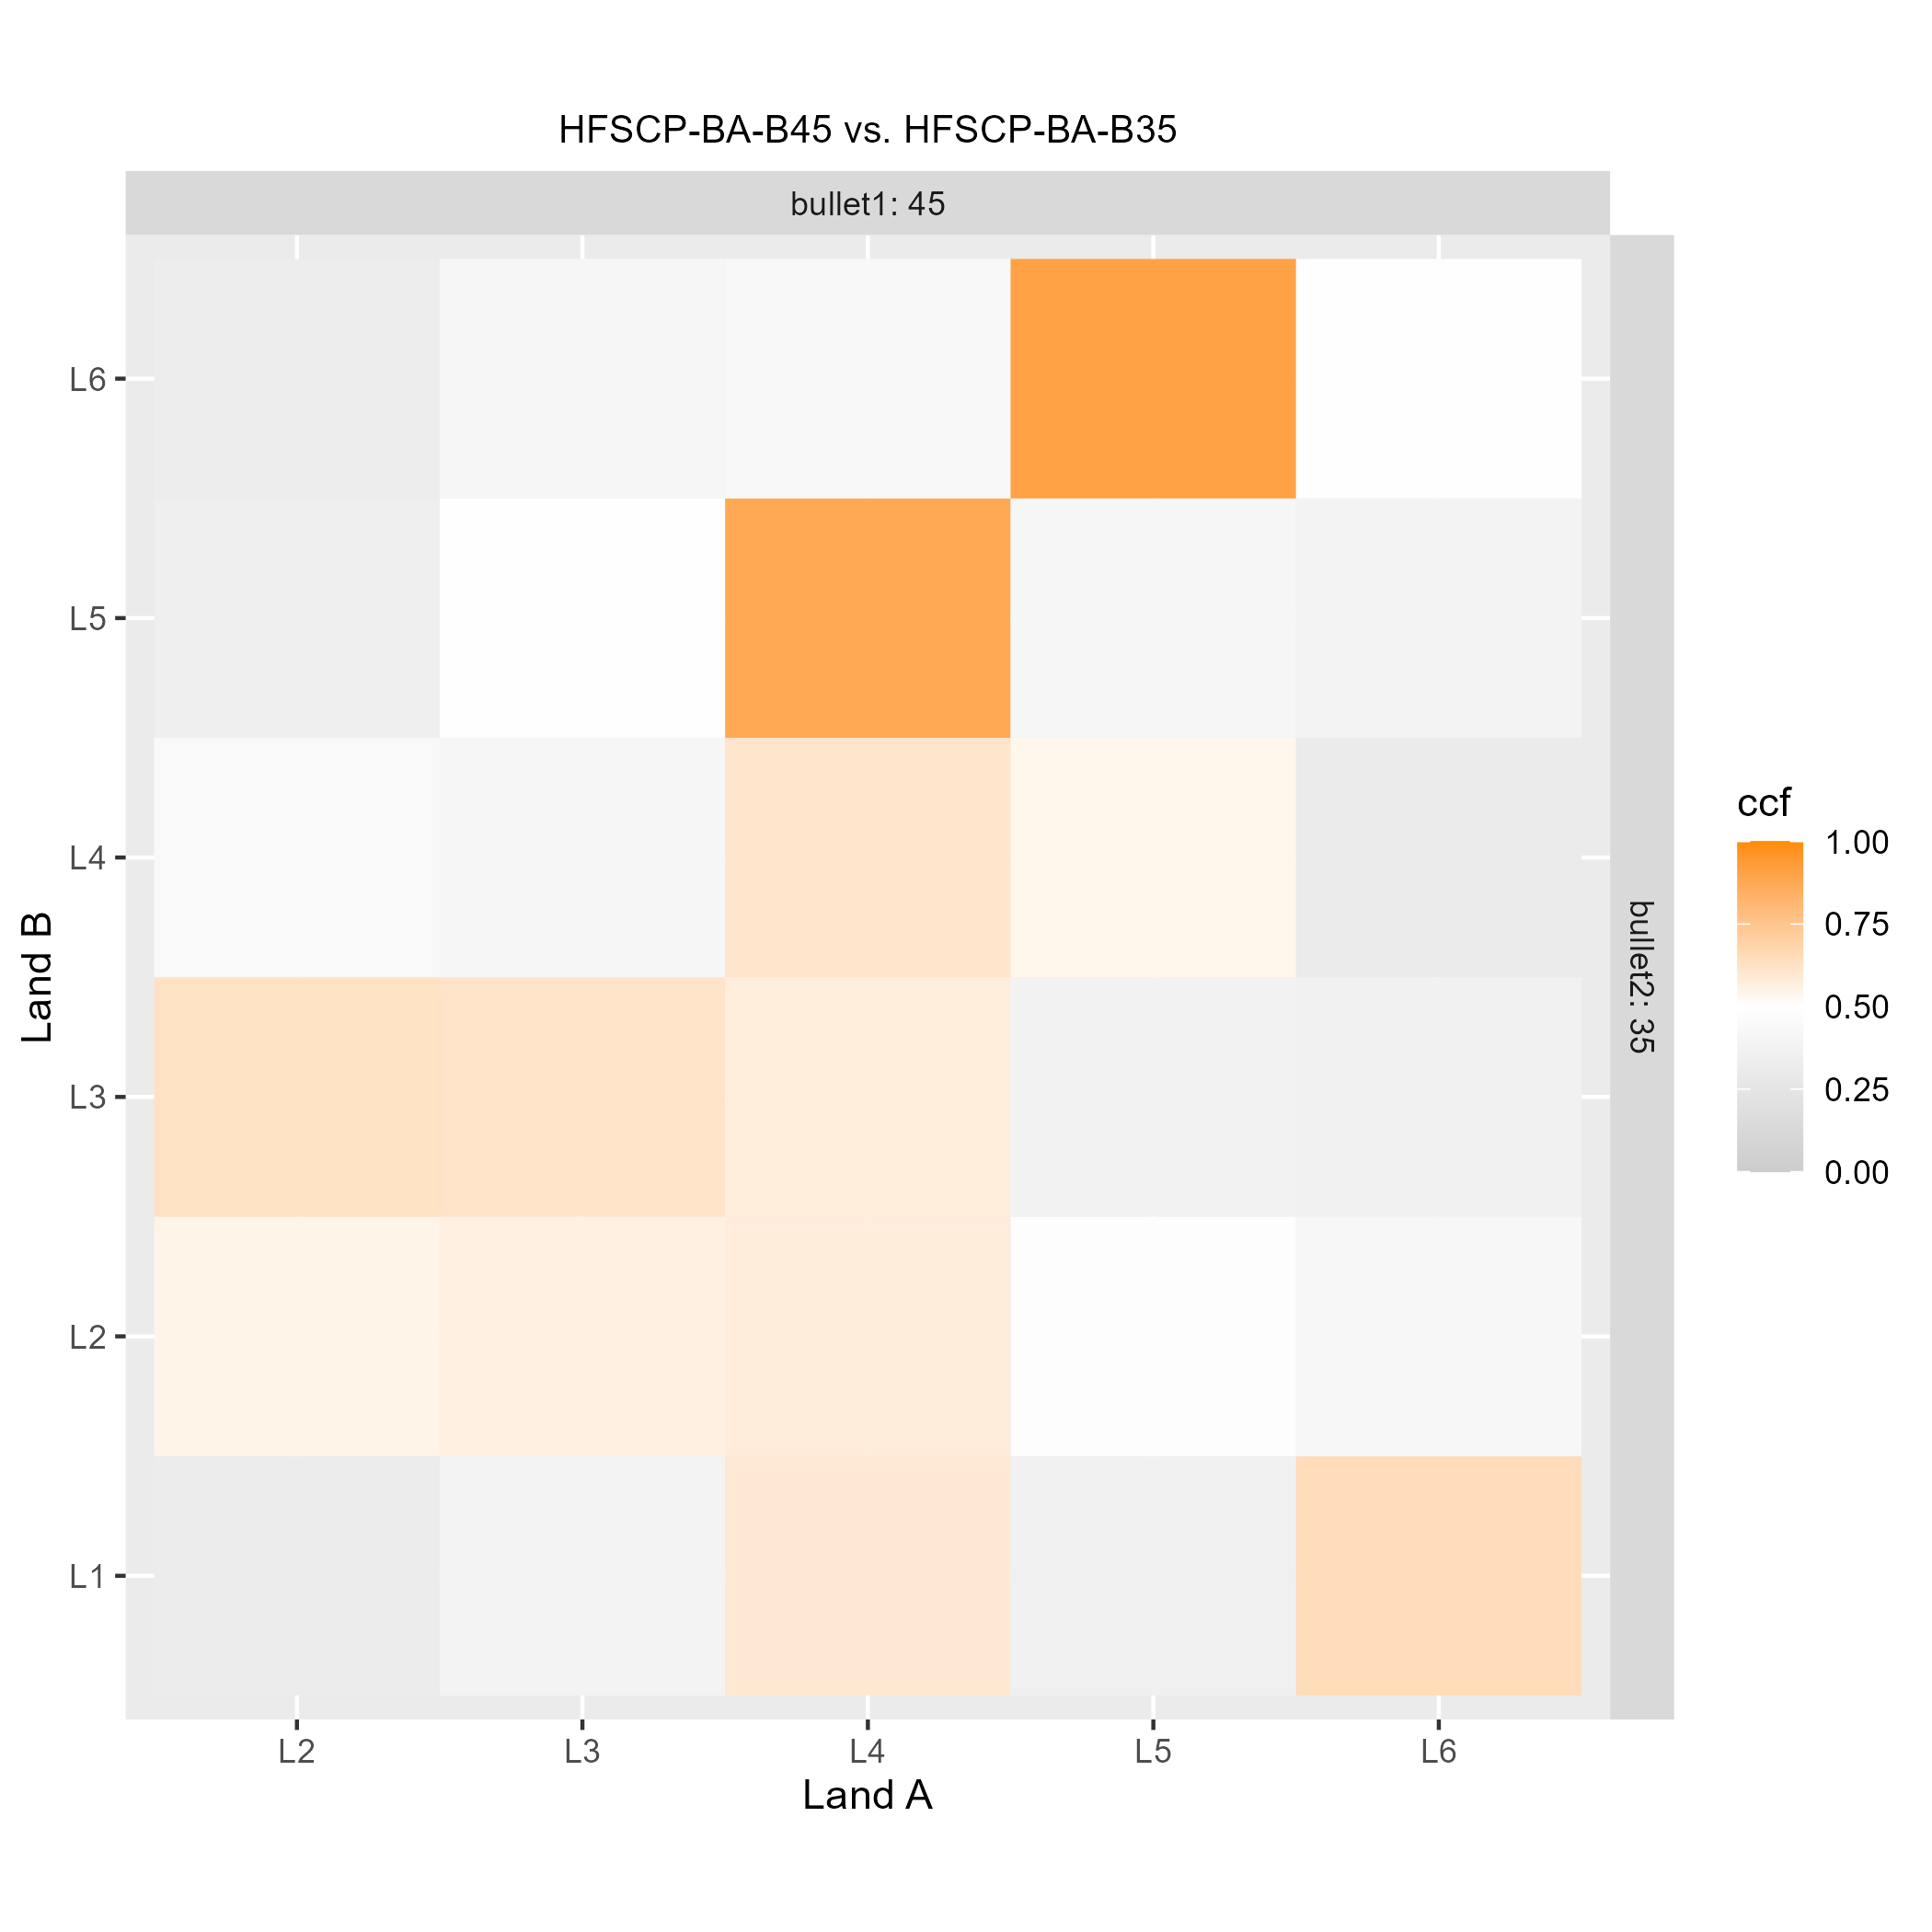 HFSCP-BA-B45 vs. HFSCP-BA-B35
bullet1: 45
L6
L5
L4
L3
L2
L1
Land B
L2 L3 L4 L5 L6
Land A
bullet2: 35
ccf
1.00
0.75
0.50
0.25
0.00